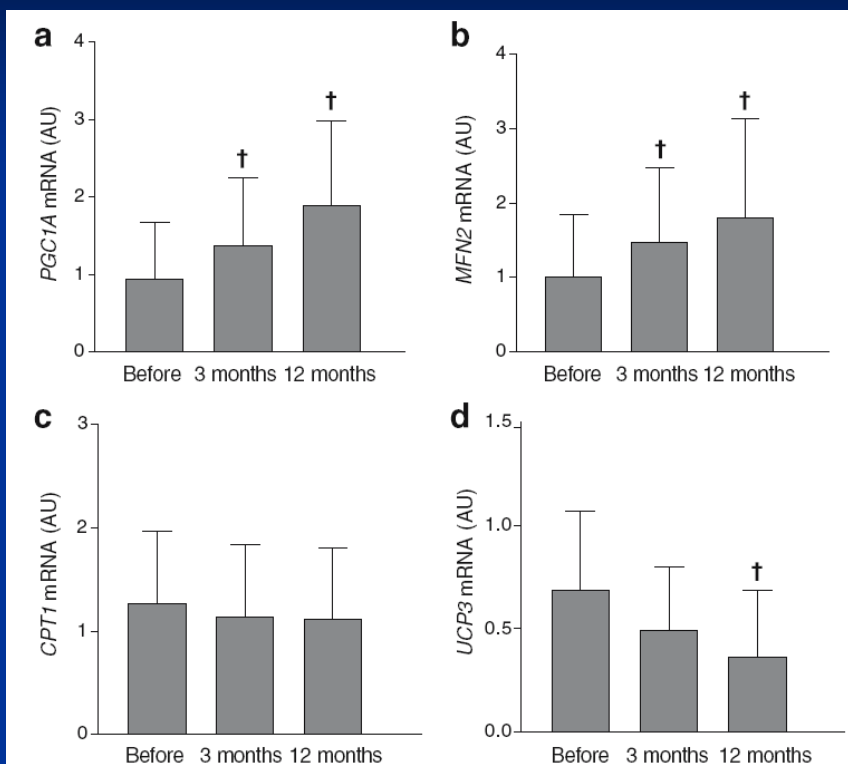 a
PGC1A mRNA (AU)
4
3
2
1
0
†
†
Before 3 months 12 months
b
MFN2 mRNA (AU)
4
3
2
1
0
†
†
Before 3 months 12 months
c
CPT1 mRNA (AU)
3
2
1
0
Before 3 months 12 months
d
UCP3 mRNA (AU)
1.5
1.0
0.5
0.0
†
Before 3 months 12 months